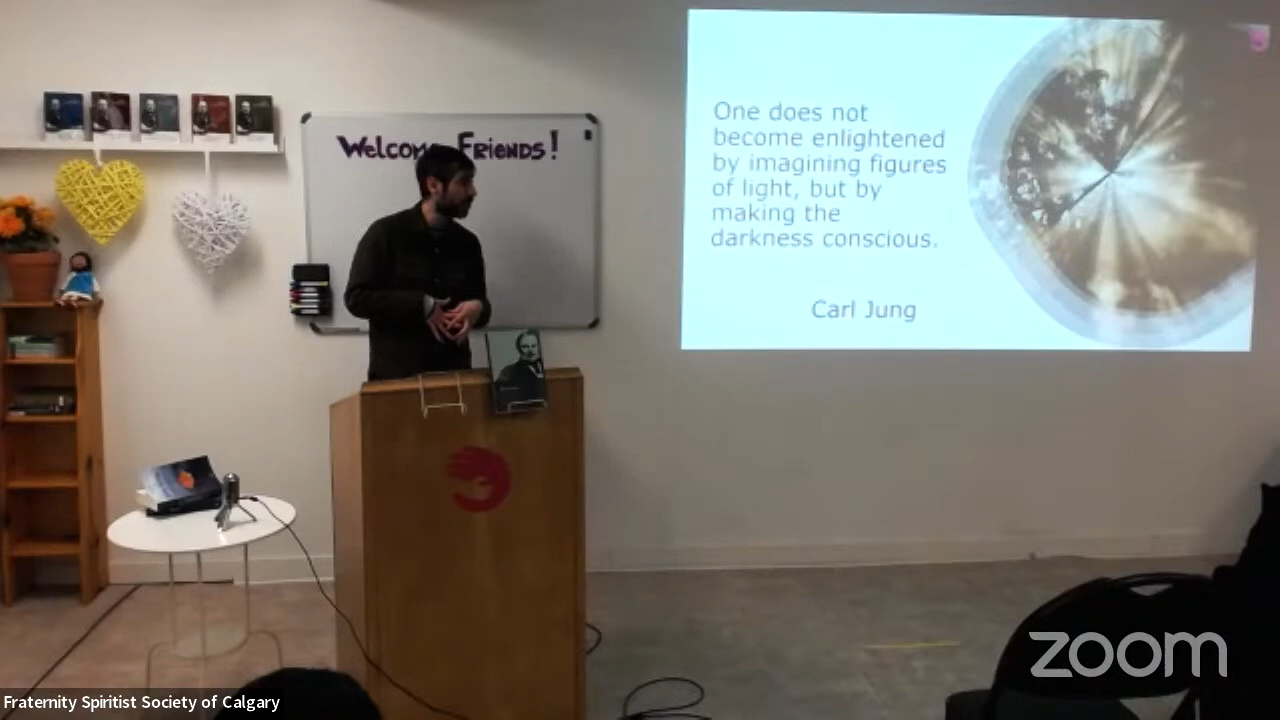 Welcome Friends!
One does not
become enlightened
by imagining figures
of light, but by
making the
darkness conscious.
Carl Jung
zoom
Fraternity Spiritist Society of Calgary